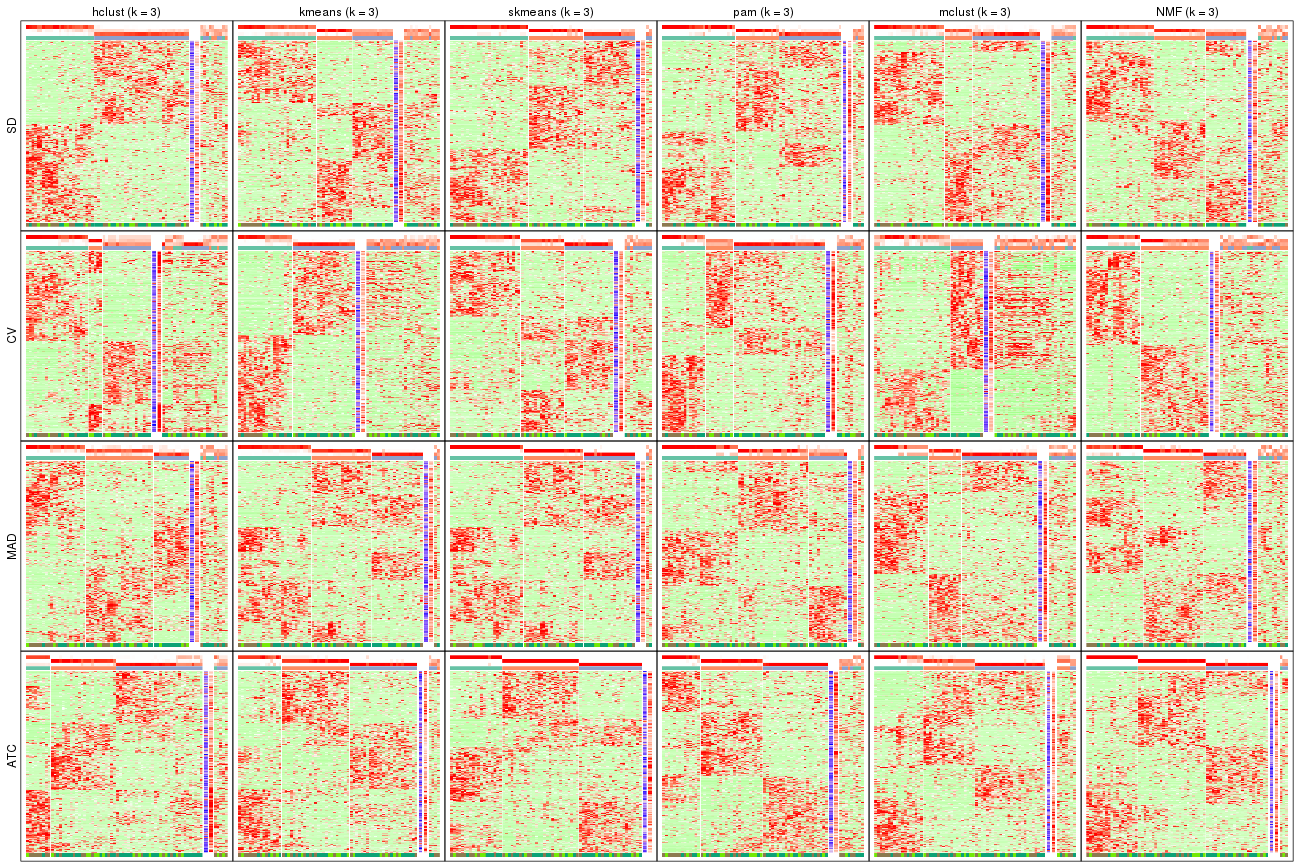 hclust (k = 3) kmeans (k = 3) skmeans (k = 3) pam (k = 3) mclust (k = 3) NMF (k = 3)
SD
CV
MAD
ATC